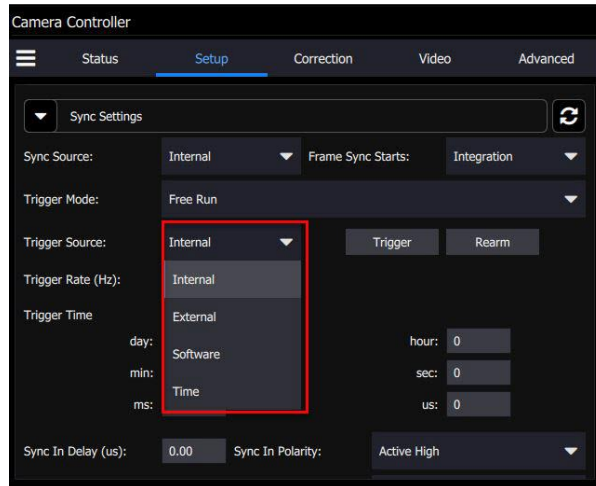 Camera Controller
Status Setup Correction Video Advanced
Sync Settings
Sync Source: Internal Frame Sync Starts: Integration
Trigger Mode: Free Run
Trigger Source: Internal Trigger Rearm
Trigger Rate (Hz): Internal
Trigger Time External
day: hour: 0
Software
min: sec: 0
Time
ms: us: 0
Sync In Delay (us): 0.00 Sync In Polarity: Active High